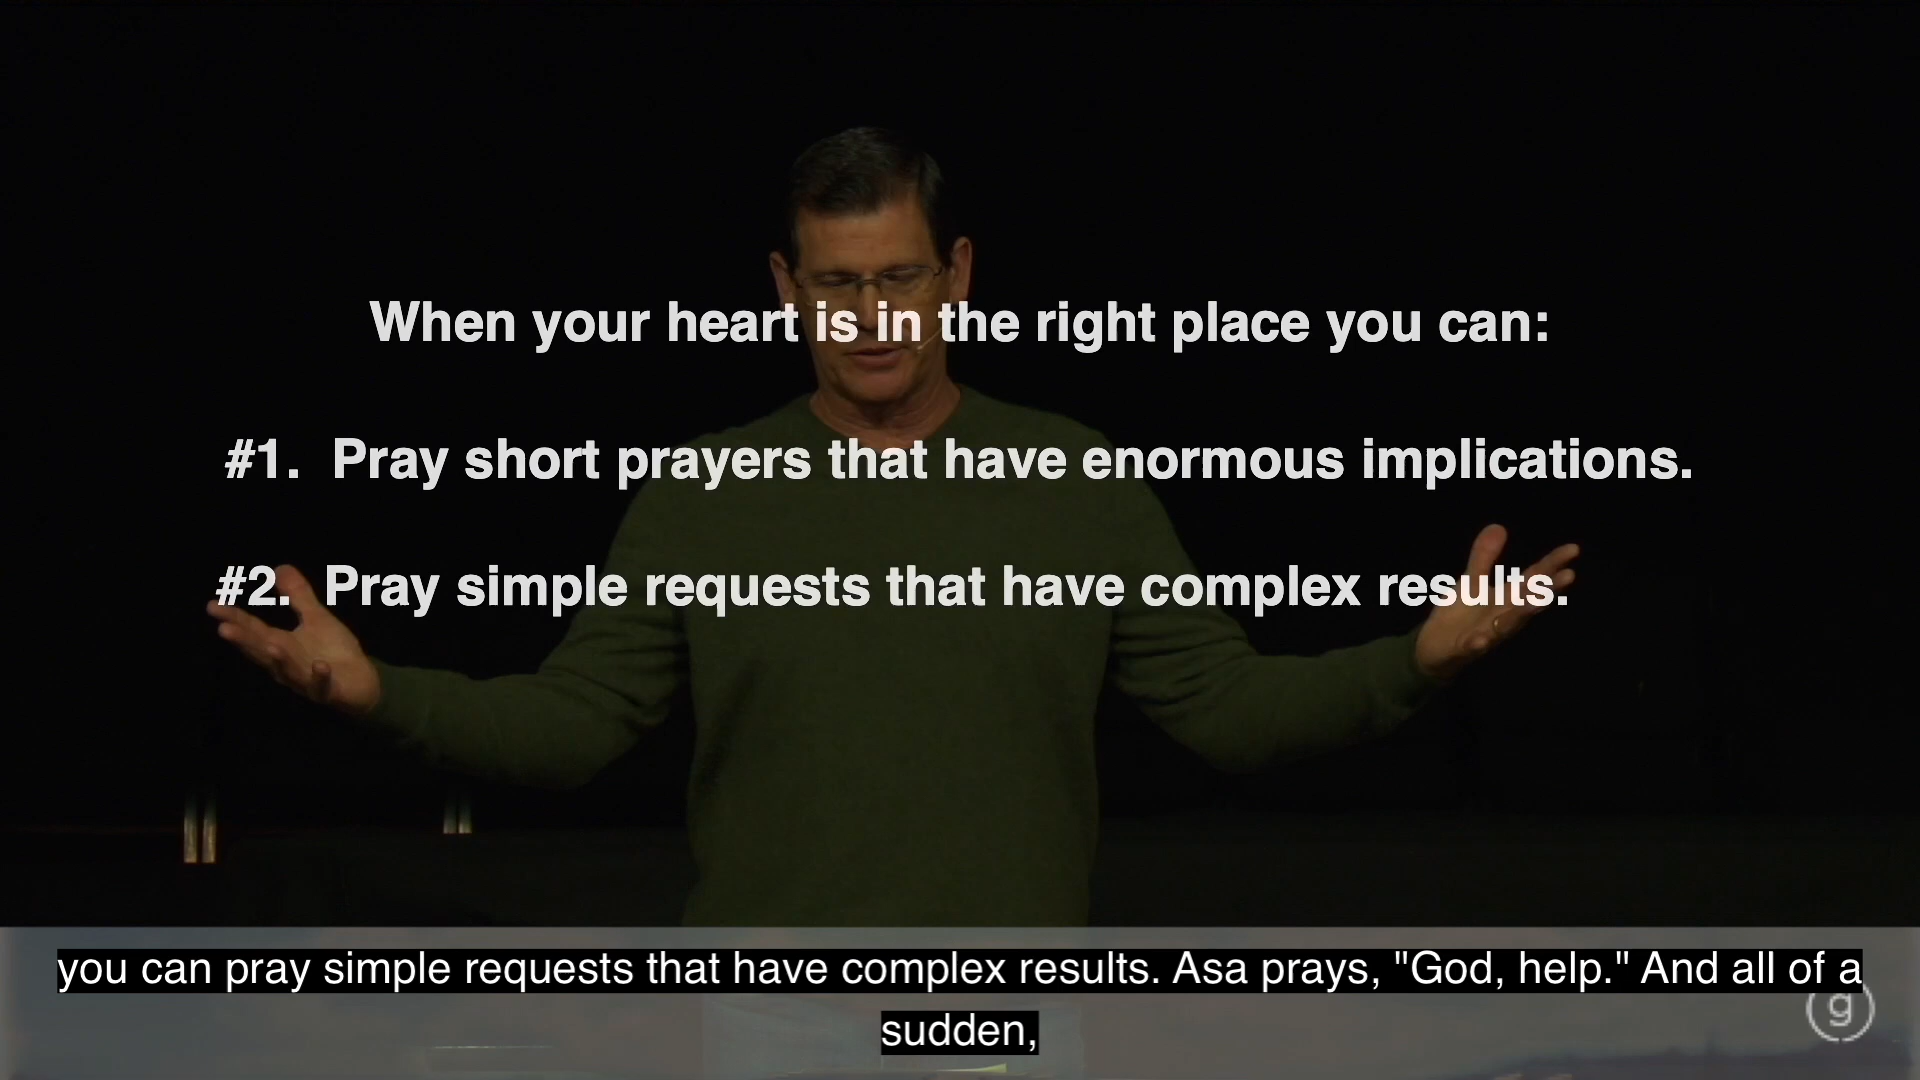 When your heart is in the right place you can:
#1. Pray short prayers that have enormous implications.
#2. Pray simple requests that have complex results.
you can pray simple requests that have complex results. Asa prays, "God, help." And all of a
sudden,
g